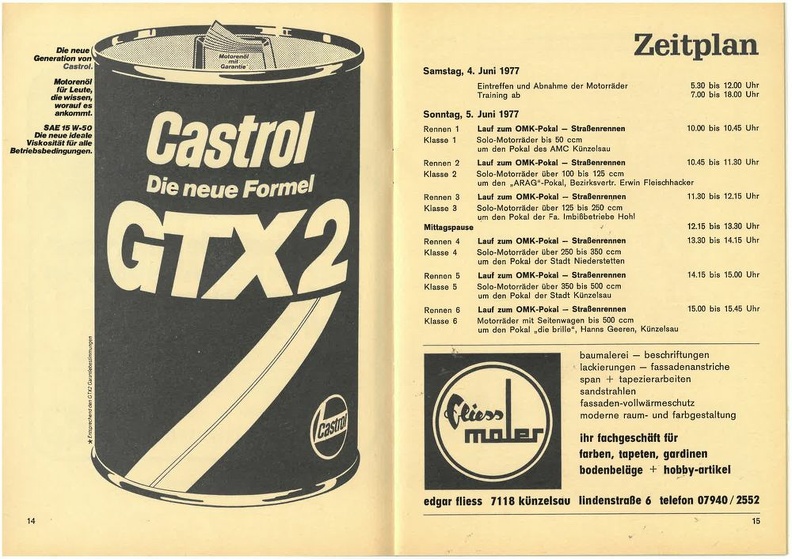 Die neue
Generation von
Castrol.
Motorenöl
für Leute,
die wissen,
worauf es
ankommt.
SAE 15 W-50
Die neue ideale
Viskosität für alle
Betriebsbedingungen.
Motorenöl
mit
Garantie*
Castrol
Die neue Formel
GTX2
Castrol
* Entsprechend den GTX2 Garantiebestimmungen
14
Zeitplan
Samstag, 4. Juni 1977
Eintreffen und Abnahme der Motorräder 5.30 bis 12.00 Uhr
Training ab 7.00 bis 18.00 Uhr
Sonntag, 5. Juni 1977
Rennen 1 Lauf zum OMK-Pokal – Straßenrennen 10.00 bis 10.45 Uhr
Klasse 1 Solo-Motorräder bis 50 ccm
um den Pokal des AMC Künzelsau
Rennen 2 Lauf zum OMK-Pokal – Straßenrennen 10.45 bis 11.30 Uhr
Klasse 2 Solo-Motorräder über 100 bis 125 ccm
um den „ARAG"-Pokal, Bezirksvertr. Erwin Fleischhacker
Rennen 3 Lauf zum OMK-Pokal – Straßenrennen 11.30 bis 12.15 Uhr
Klasse 3 Solo-Motorräder über 125 bis 250 ccm
um den Pokal der Fa. Imbißbetriebe Hohl
Mittagspause 12.15 bis 13.30 Uhr
Rennen 4 Lauf zum OMK-Pokal – Straßenrennen 13.30 bis 14.15 Uhr
Klasse 4 Solo-Motorräder über 250 bis 350 ccm
um den Pokal der Stadt Niederstetten
Rennen 5 Lauf zum OMK-Pokal – Straßenrennen 14.15 bis 15.00 Uhr
Klasse 5 Solo-Motorräder über 350 bis 500 ccm
um den Pokal der Stadt Künzelsau
Rennen 6 Lauf zum OMK-Pokal – Straßenrennen 15.00 bis 15.45 Uhr
Klasse 6 Motorräder mit Seitenwagen bis 500 ccm
um den Pokal „die brille", Hanns Geeren, Künzelsau
fliess
maler
baumalerei – beschriftungen
lackierungen – fassadenanstriche
span + tapezierarbeiten
sandstrahlen
fassaden-vollwärmeschutz
moderne raum- und farbgestaltung
ihr fachgeschäft für
farben, tapeten, gardinen
bodenbeläge + hobby-artikel
edgar fliess 7118 künzelsau lindenstraße 6 telefon 07940/2552
15